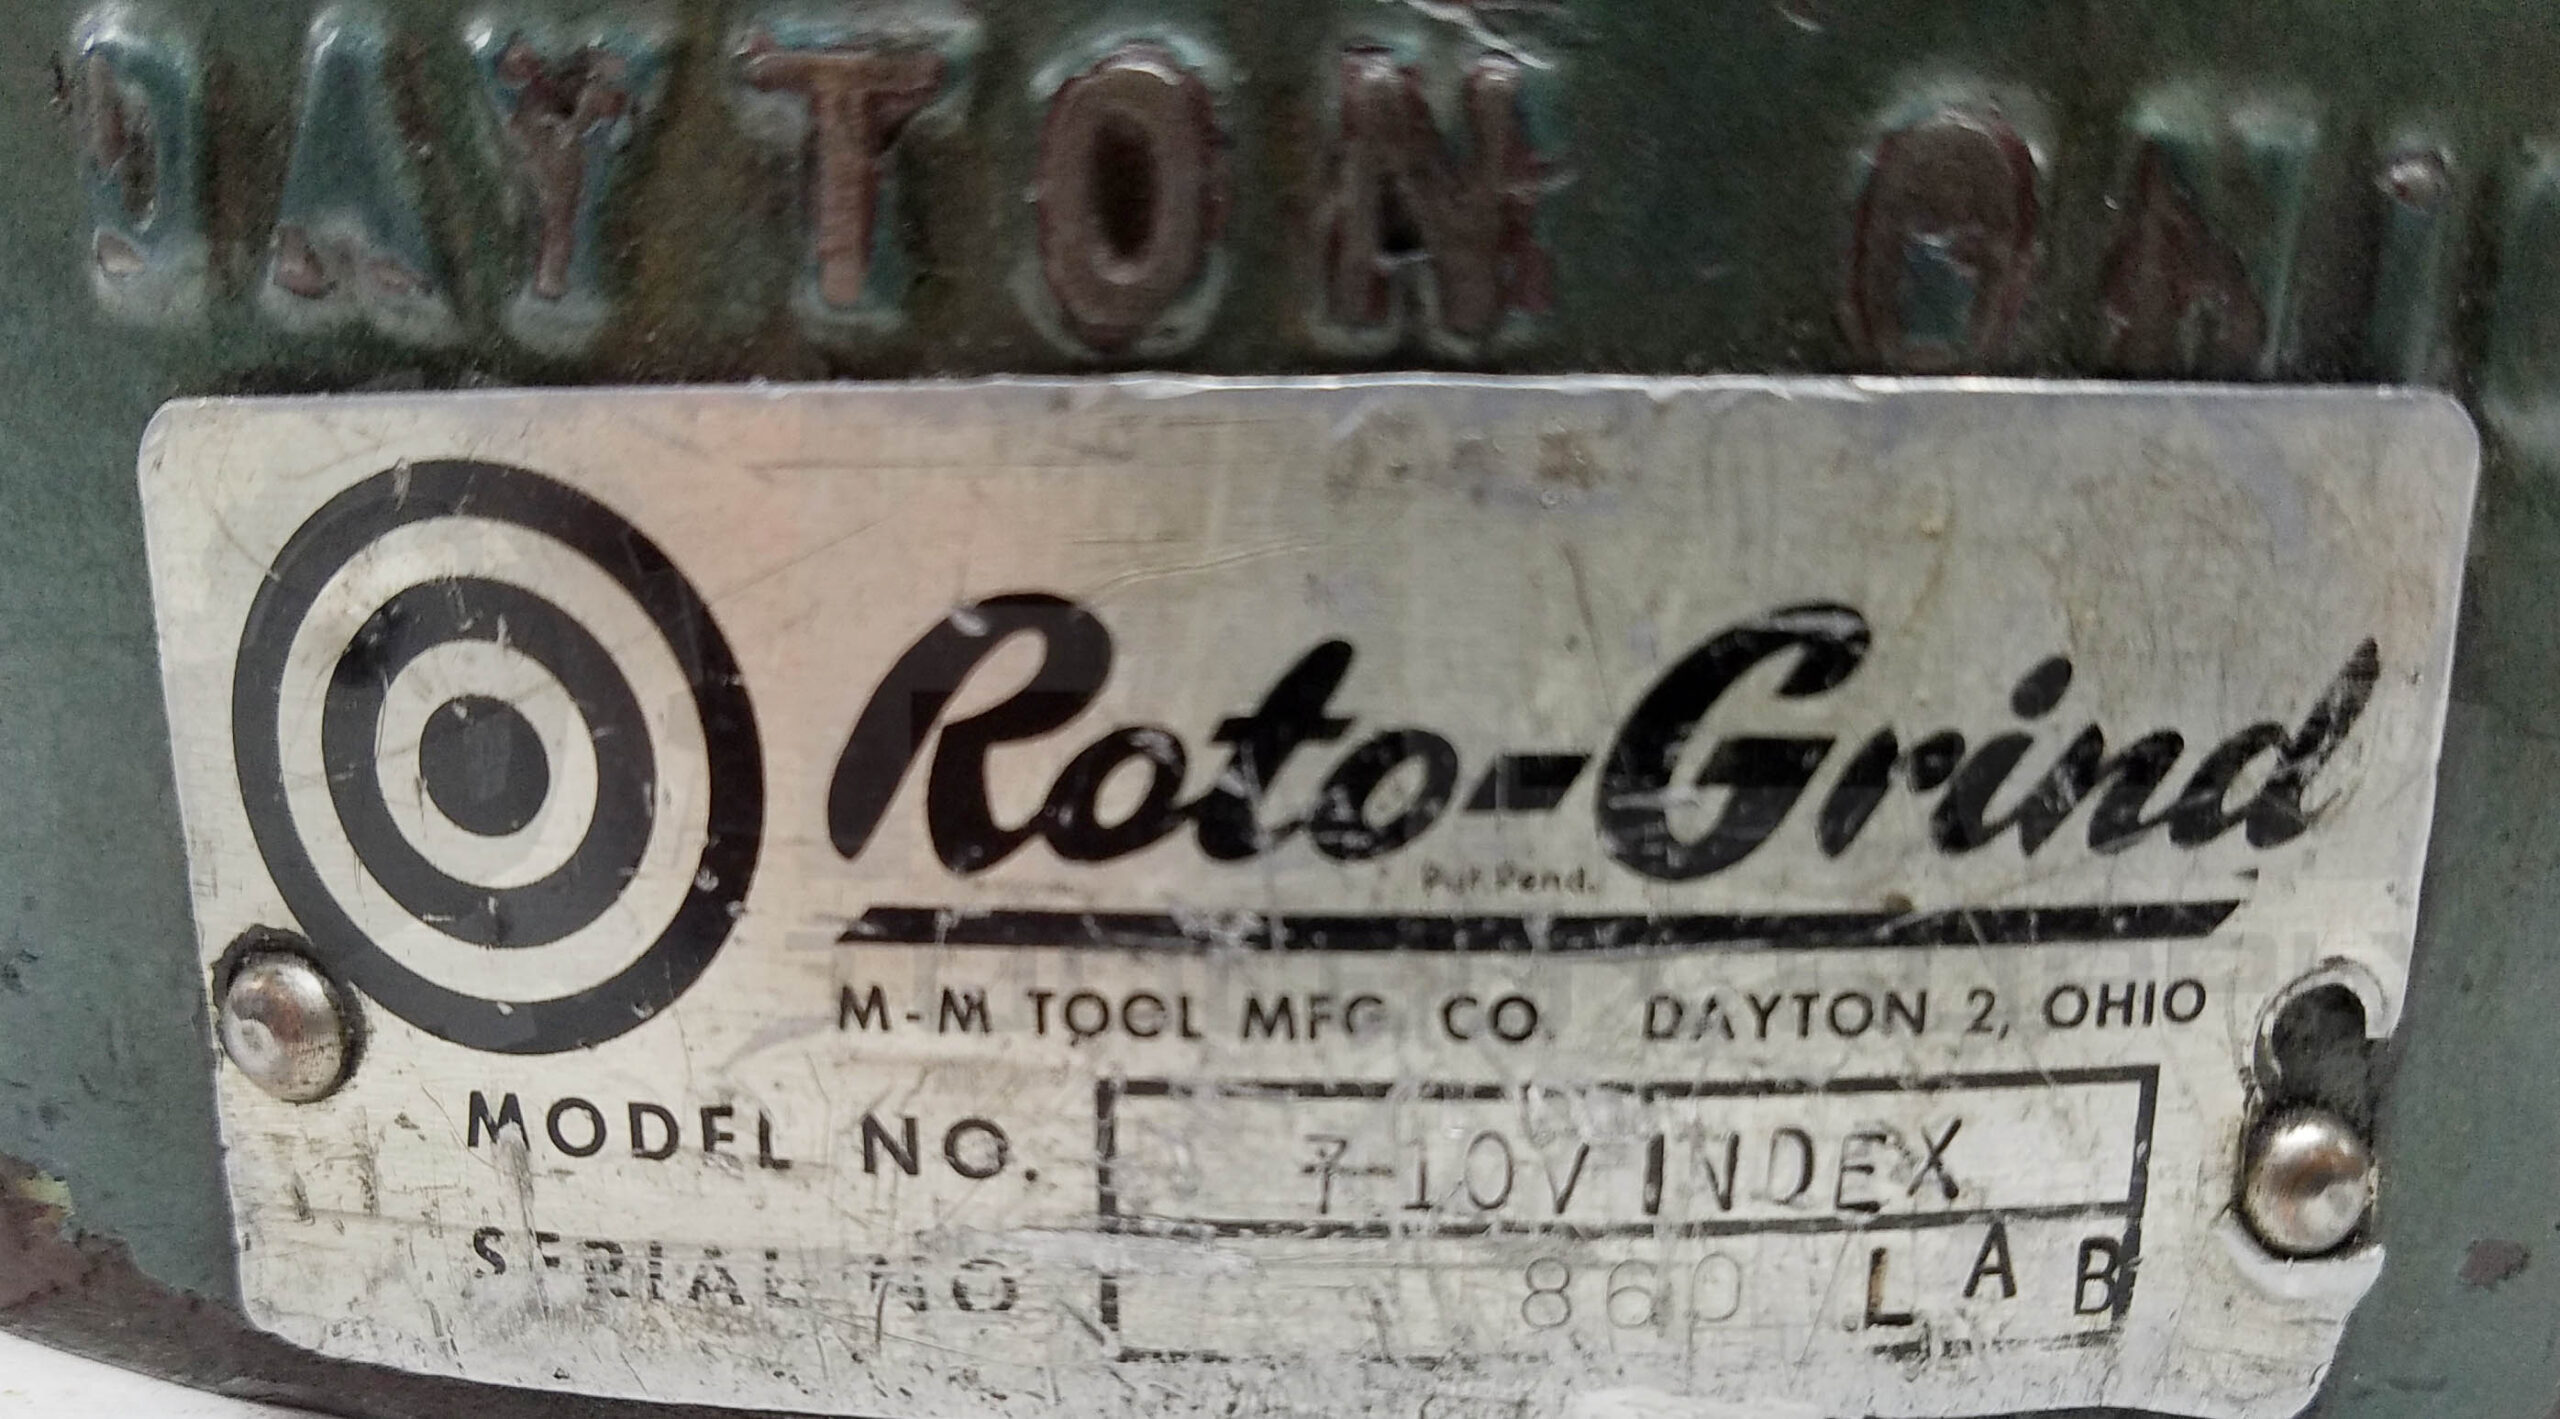 DAYTON OHIO
Roto-Grind
Pat. Pend.
M-M TOOL MFG. CO. DAYTON 2, OHIO
MODEL NO. 7-10V INDEX
SERIAL NO 860 LAB